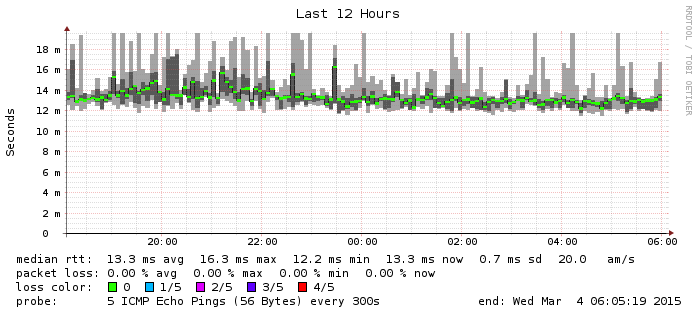 Last 12 Hours
RRDTOOL / TOBI OETIKER
Seconds
18 m
16 m
14 m
12 m
10 m
8 m
6 m
4 m
2 m
0
20:00 22:00 00:00 02:00 04:00 06:00
median rtt: 13.3 ms avg 16.3 ms max 12.2 ms min 13.3 ms now 0.7 ms sd 20.0 am/s
packet loss: 0.00 % avg 0.00 % max 0.00 % min 0.00 % now
loss color: 0 1/5 2/5 3/5 4/5
probe: 5 ICMP Echo Pings (56 Bytes) every 300s end: Wed Mar 4 06:05:19 2015